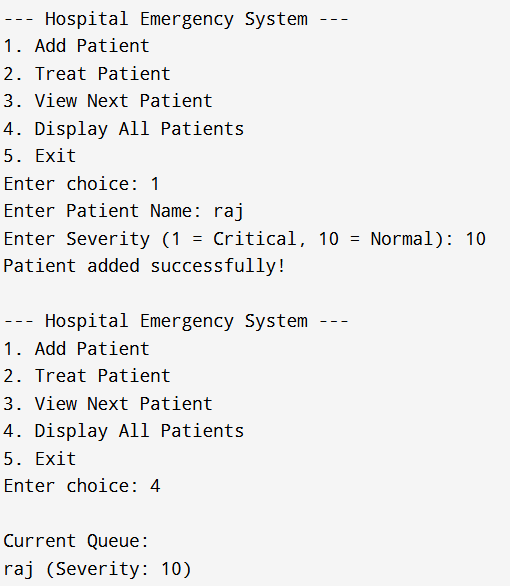 --- Hospital Emergency System ---
1. Add Patient
2. Treat Patient
3. View Next Patient
4. Display All Patients
5. Exit
Enter choice: 1
Enter Patient Name: raj
Enter Severity (1 = Critical, 10 = Normal): 10
Patient added successfully!

--- Hospital Emergency System ---
1. Add Patient
2. Treat Patient
3. View Next Patient
4. Display All Patients
5. Exit
Enter choice: 4

Current Queue:
raj (Severity: 10)